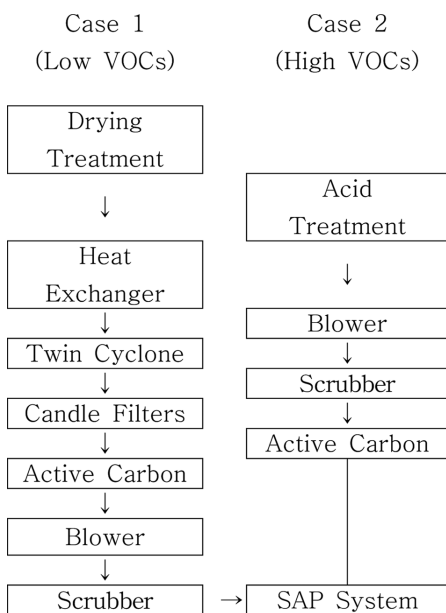 Case 1
(Low VOCs)
Drying
Treatment
↓
Heat
Exchanger
↓
Twin Cyclone
↓
Candle Filters
↓
Active Carbon
↓
Blower
↓
Scrubber
→
Case 2
(High VOCs)
Acid
Treatment
↓
Blower
↓
Scrubber
↓
Active Carbon
SAP System